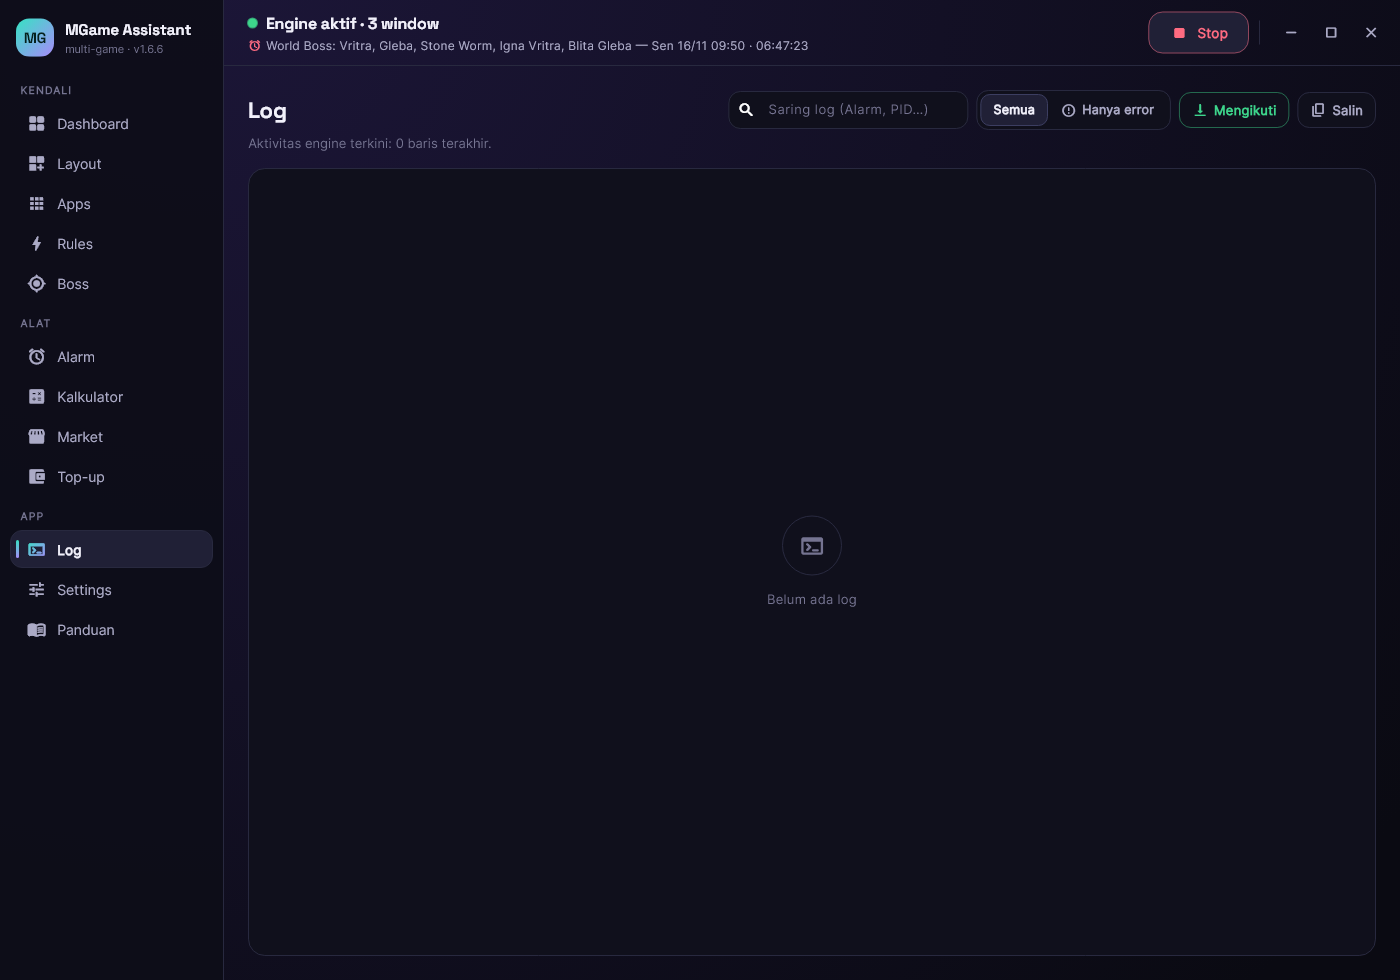 MG
MGame Assistant
multi-game · v1.6.6
KENDALI
Dashboard
Layout
Apps
Rules
Boss
ALAT
Alarm
Kalkulator
Market
Top-up
APP
Log
Settings
Panduan
Engine aktif · 3 window
World Boss: Vritra, Gleba, Stone Worm, Igna Vritra, Blita Gleba — Sen 16/11 09:50 · 06:47:23
Stop
Log
Aktivitas engine terkini: 0 baris terakhir.
Saring log (Alarm, PID...)
Semua
Hanya error
Mengikuti
Salin
Belum ada log